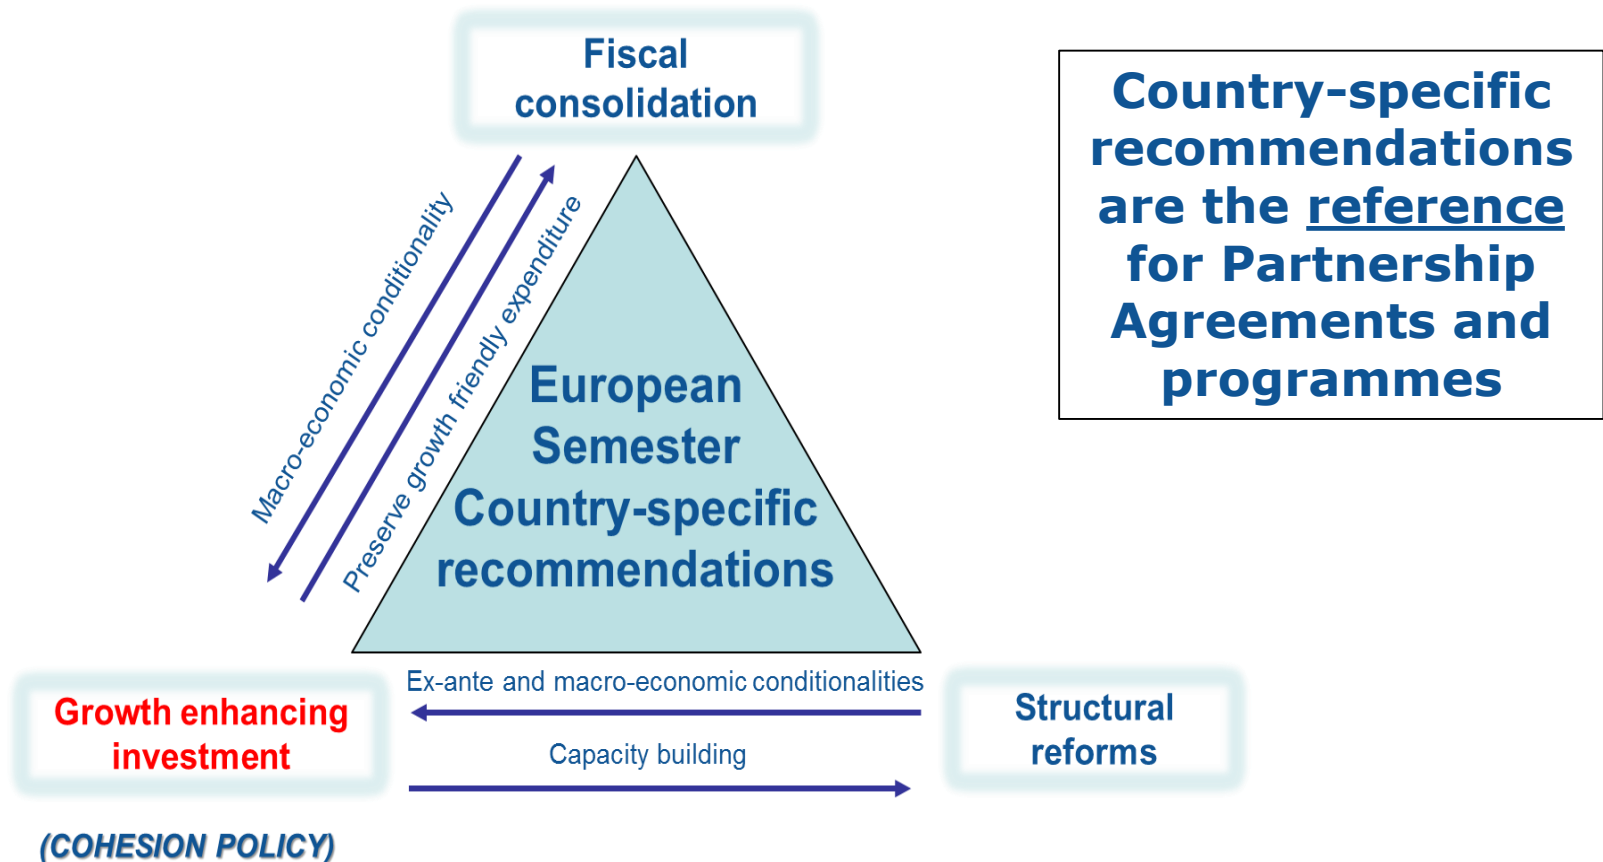 Fiscal
consolidation
Country-specific
recommendations
are the reference
for Partnership
Agreements and
programmes
Macro-economic conditionality
Preserve growth friendly expenditure
European
Semester
Country-specific
recommendations
Growth enhancing
investment
Ex-ante and macro-economic conditionalities
Capacity building
Structural
reforms
(COHESION POLICY)